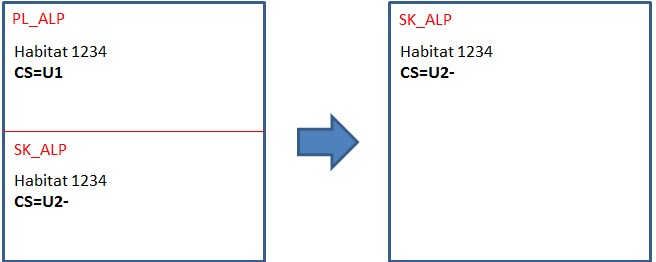 PL_ALP
Habitat 1234
CS=U1
SK_ALP
Habitat 1234
CS=U2-
SK_ALP
Habitat 1234
CS=U2-